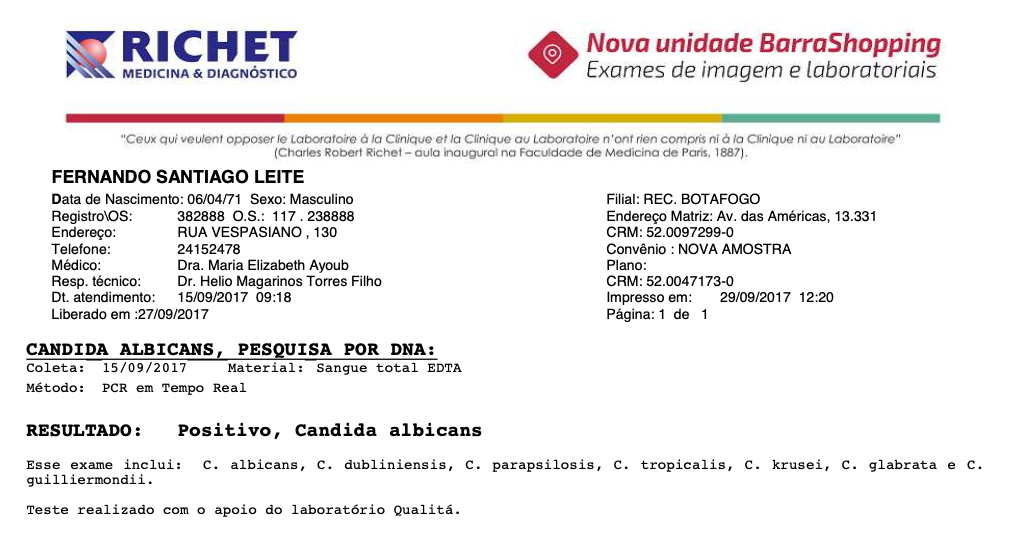 RICHET
MEDICINA & DIAGNÓSTICO
Nova unidade BarraShopping
Exames de imagem e laboratoriais
“Ceux qui veulent opposer le Laboratoire à la Clinique et la Clinique au Laboratoire n’ont rien compris ni à la Clinique ni au Laboratoire”
(Charles Robert Richet – aula inaugural na Faculdade de Medicina de Paris, 1887).
FERNANDO SANTIAGO LEITE
Data de Nascimento: 06/04/71 Sexo: Masculino
Registro\OS: 382888 O.S.: 117 . 238888
Endereço: RUA VESPASIANO , 130
Telefone: 24152478
Médico: Dra. Maria Elizabeth Ayoub
Resp. técnico: Dr. Helio Magarinos Torres Filho
Dt. atendimento: 15/09/2017 09:18
Liberado em :27/09/2017
Filial: REC. BOTAFOGO
Endereço Matriz: Av. das Américas, 13.331
CRM: 52.0097299-0
Convênio : NOVA AMOSTRA
Plano:
CRM: 52.0047173-0
Impresso em: 29/09/2017 12:20
Página: 1 de 1
CANDIDA ALBICANS, PESQUISA POR DNA:
Coleta: 15/09/2017 Material: Sangue total EDTA
Método: PCR em Tempo Real
RESULTADO: Positivo, Candida albicans
Esse exame inclui: C. albicans, C. dubliniensis, C. parapsilosis, C. tropicalis, C. krusei, C. glabrata e C.
guilliermondii.
Teste realizado com o apoio do laboratório Qualitá.